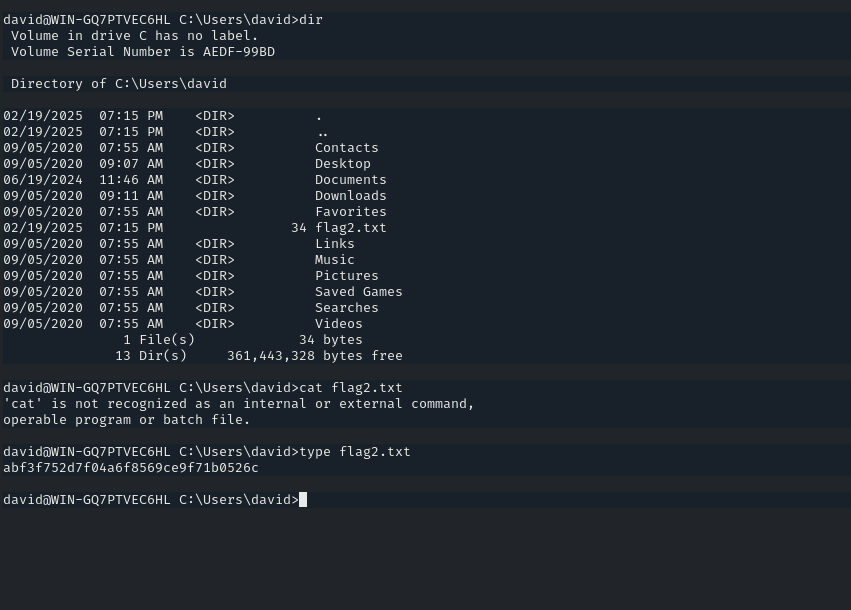 david@WIN-GQ7PTVEC6HL C:\Users\david>dir
 Volume in drive C has no label.
 Volume Serial Number is AEDF-99BD

 Directory of C:\Users\david

02/19/2025  07:15 PM    <DIR>          .
02/19/2025  07:15 PM    <DIR>          ..
09/05/2020  07:55 AM    <DIR>          Contacts
09/05/2020  09:07 AM    <DIR>          Desktop
06/19/2024  11:46 AM    <DIR>          Documents
09/05/2020  09:11 AM    <DIR>          Downloads
09/05/2020  07:55 AM    <DIR>          Favorites
02/19/2025  07:15 PM                34 flag2.txt
09/05/2020  07:55 AM    <DIR>          Links
09/05/2020  07:55 AM    <DIR>          Music
09/05/2020  07:55 AM    <DIR>          Pictures
09/05/2020  07:55 AM    <DIR>          Saved Games
09/05/2020  07:55 AM    <DIR>          Searches
09/05/2020  07:55 AM    <DIR>          Videos
               1 File(s)             34 bytes
              13 Dir(s)     361,443,328 bytes free

david@WIN-GQ7PTVEC6HL C:\Users\david>cat flag2.txt
'cat' is not recognized as an internal or external command,
operable program or batch file.

david@WIN-GQ7PTVEC6HL C:\Users\david>type flag2.txt
abf3f752d7f04a6f8569ce9f71b0526c

david@WIN-GQ7PTVEC6HL C:\Users\david>